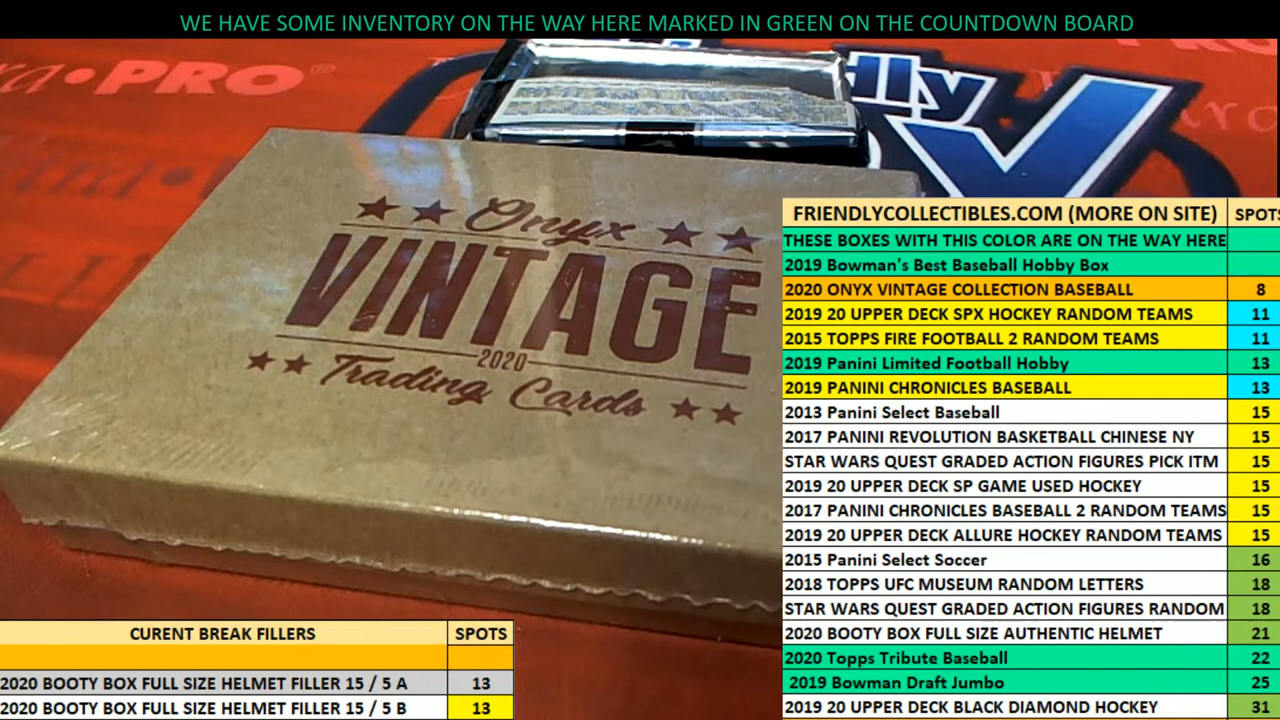 WE HAVE SOME INVENTORY ON THE WAY HERE MARKED IN GREEN ON THE COUNTDOWN BOARD
PRO®
lly
Onyx
VINTAGE
2020
Trading Cards
FRIENDLYCOLLECTIBLES.COM (MORE ON SITE) SPOTS
THESE BOXES WITH THIS COLOR ARE ON THE WAY HERE
2019 Bowman's Best Baseball Hobby Box
2020 ONYX VINTAGE COLLECTION BASEBALL 8
2019 20 UPPER DECK SPX HOCKEY RANDOM TEAMS 11
2015 TOPPS FIRE FOOTBALL 2 RANDOM TEAMS 11
2019 Panini Limited Football Hobby 13
2019 PANINI CHRONICLES BASEBALL 13
2013 Panini Select Baseball 15
2017 PANINI REVOLUTION BASKETBALL CHINESE NY 15
STAR WARS QUEST GRADED ACTION FIGURES PICK ITM 15
2019 20 UPPER DECK SP GAME USED HOCKEY 15
2017 PANINI CHRONICLES BASEBALL 2 RANDOM TEAMS 15
2019 20 UPPER DECK ALLURE HOCKEY RANDOM TEAMS 15
2015 Panini Select Soccer 16
2018 TOPPS UFC MUSEUM RANDOM LETTERS 18
STAR WARS QUEST GRADED ACTION FIGURES RANDOM 18
2020 BOOTY BOX FULL SIZE AUTHENTIC HELMET 21
2020 Topps Tribute Baseball 22
2019 Bowman Draft Jumbo 25
2019 20 UPPER DECK BLACK DIAMOND HOCKEY 31
CURENT BREAK FILLERS SPOTS
2020 BOOTY BOX FULL SIZE HELMET FILLER 15 / 5 A 13
2020 BOOTY BOX FULL SIZE HELMET FILLER 15 / 5 B 13